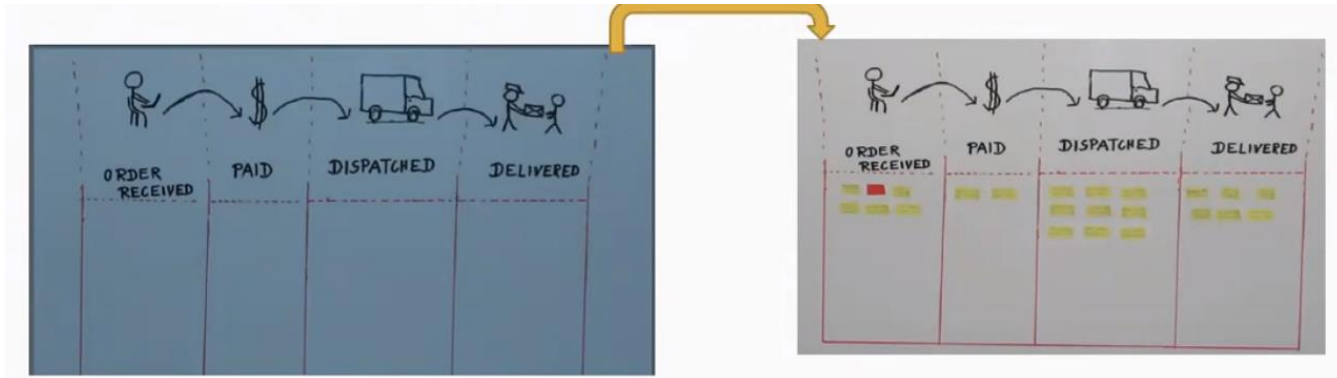 ORDER
RECEIVED
PAID
DISPATCHED
DELIVERED
ORDER
RECEIVED
PAID
DISPATCHED
DELIVERED